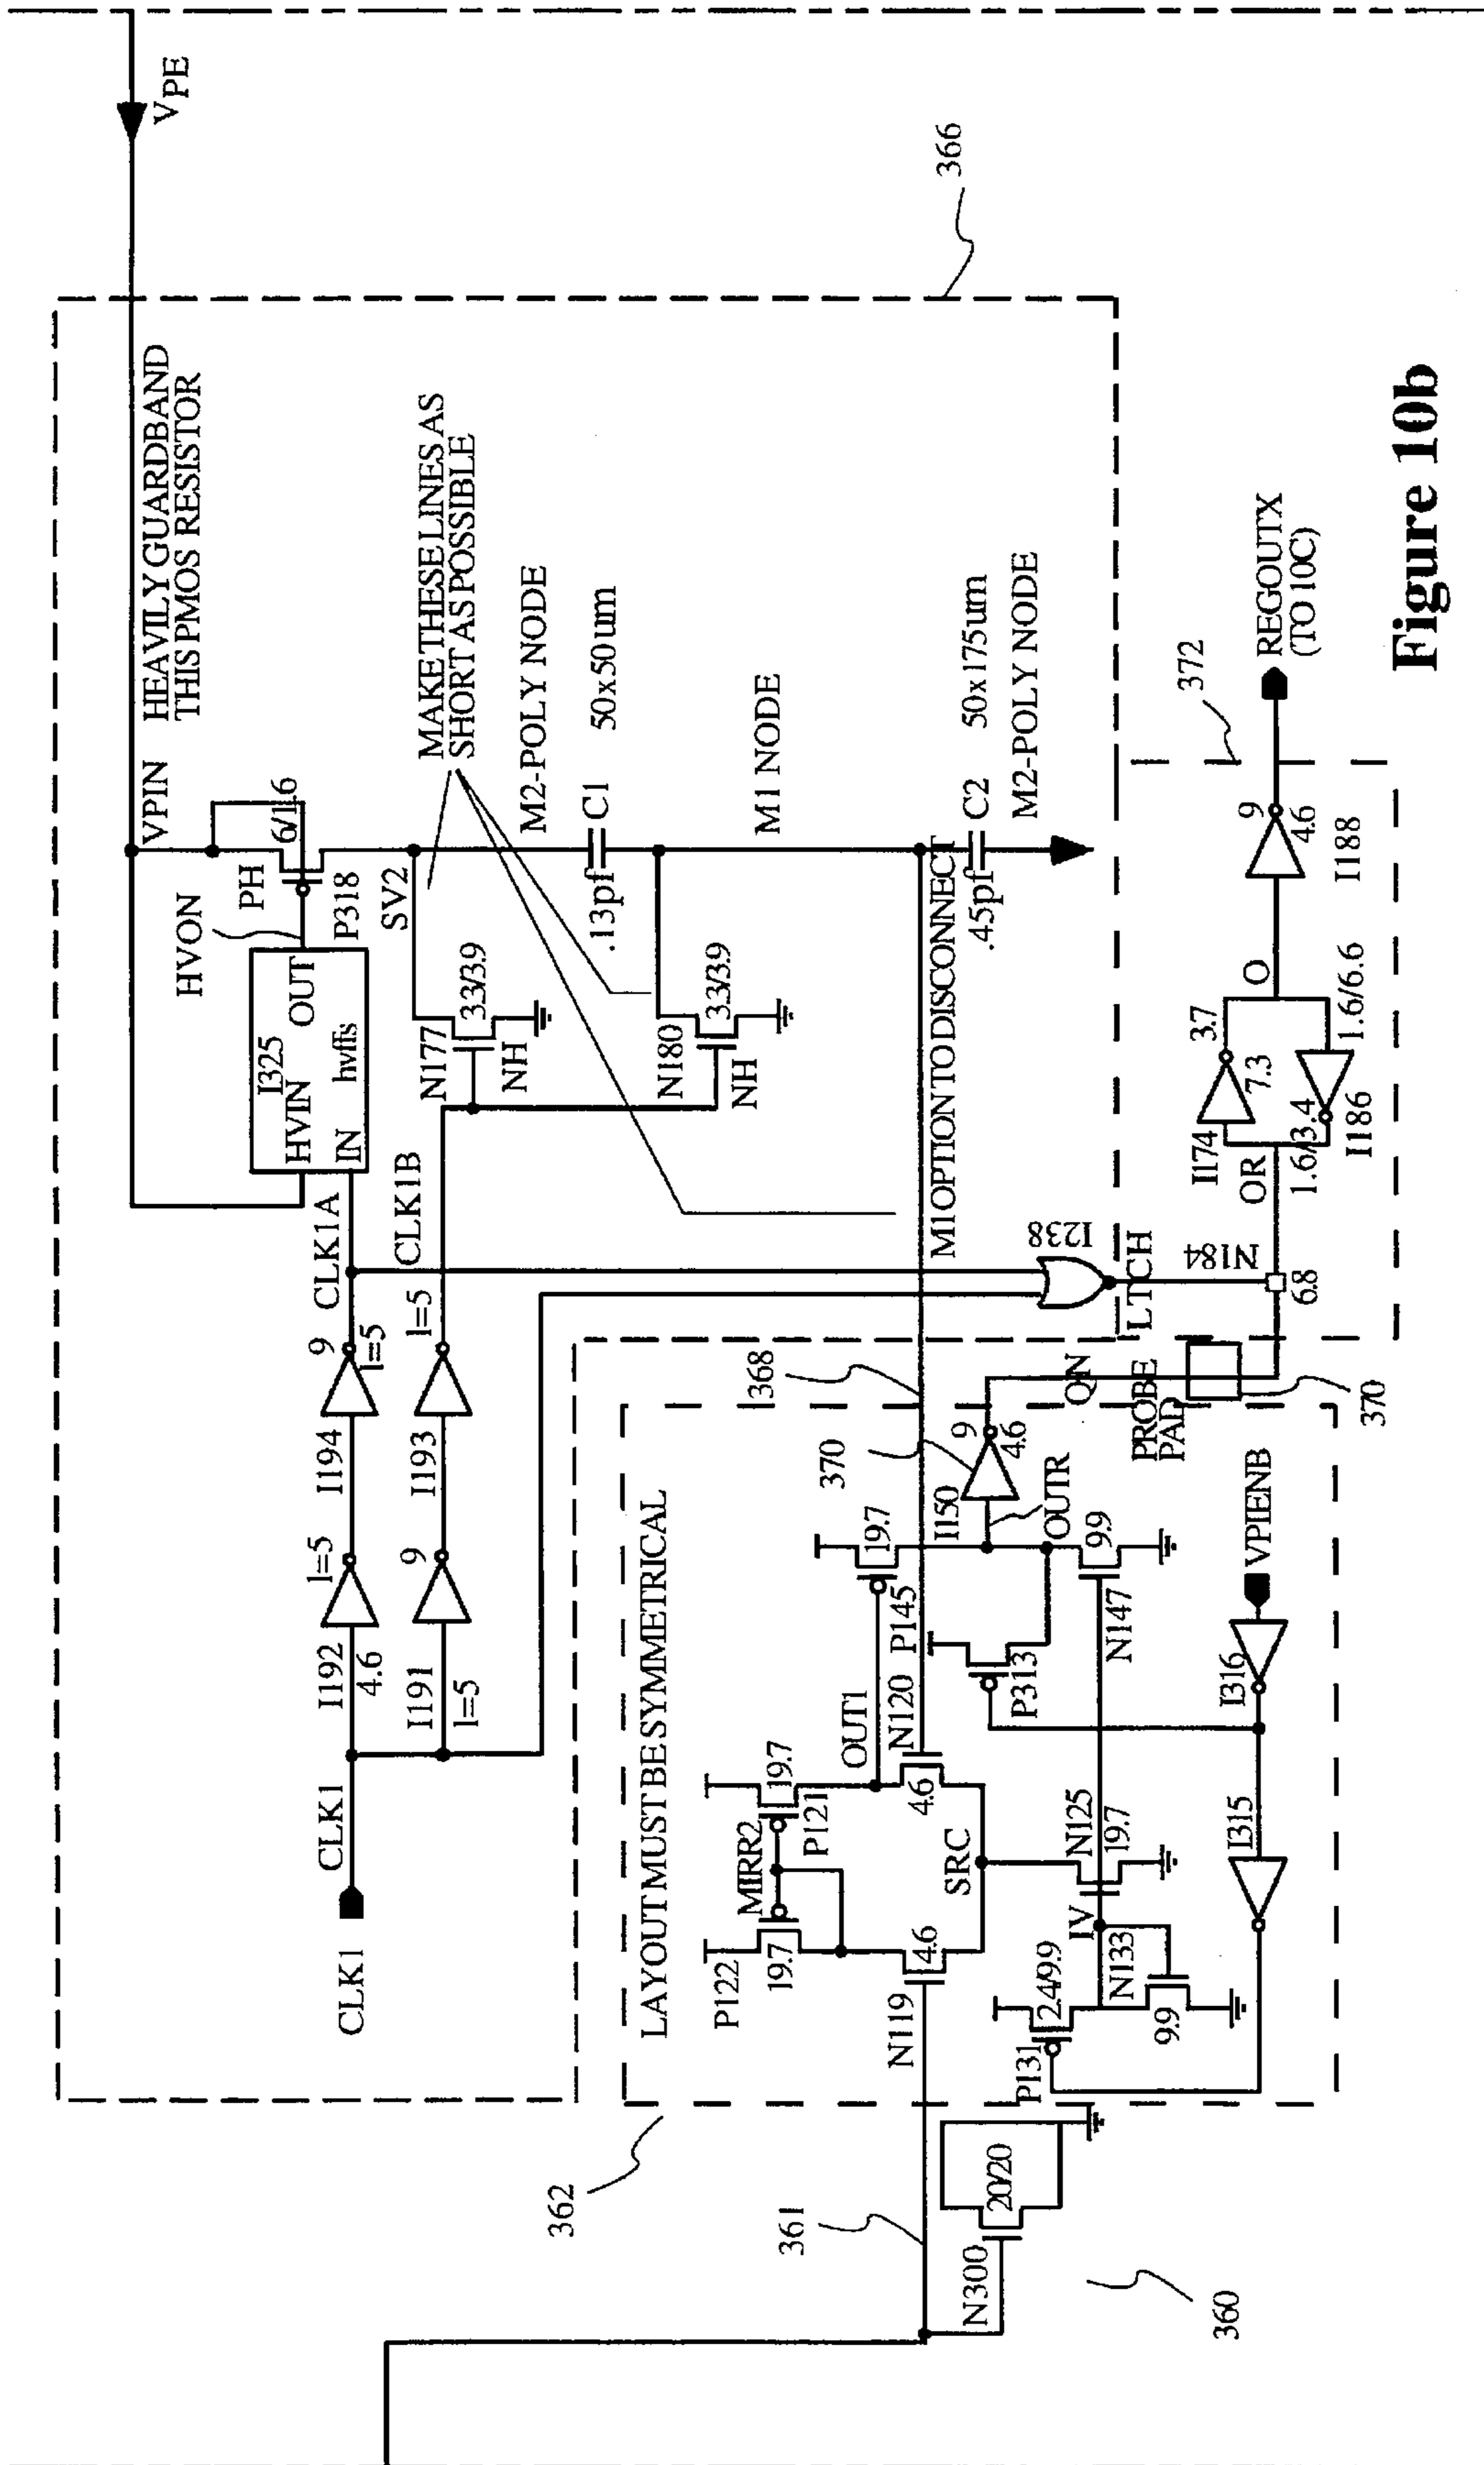 VPE
366
HEAVILY GUARDBAND
THIS PMOS RESISTOR
VPIN
HVON
PH
6/1.6
P318
I325
HVIN
OUT
IN
hvffs
CLK1
CLK1
I192
4.6
l=5
I194
9
l=5
CLK1A
I191
l=5
9
I193
l=5
CLK1B
SV2
N177
3.3/3.9
NH
N180
3.3/3.9
NH
MAKE THESE LINES AS
SHORT AS POSSIBLE
M2-POLY NODE
.13pf
C1
50x50um
M1 NODE
M1 OPTION TO DISCONNECT
.45pf
C2
50x175um
M2-POLY NODE
I238
LTCH
362
LAYOUT MUST BE SYMMETRICAL
368
P122
19.7
MIRR2
19.7
P121
OUT1
N119
4.6
4.6
N120
SRC
P145
19.7
370
I150
9
4.6
OUTR
P313
N147
9.9
IV
N125
19.7
P131
2.4/9.9
N133
9.9
I315
I316
VPIENB
QN
PROBE
PAD
370
361
N300
20/20
360
N184
6.8
OR
I174
3.7
7.3
1.6/3.4
1.6/6.6
I186
O
9
4.6
I188
372
REGOUTX
(TO 10C)
Figure 10b